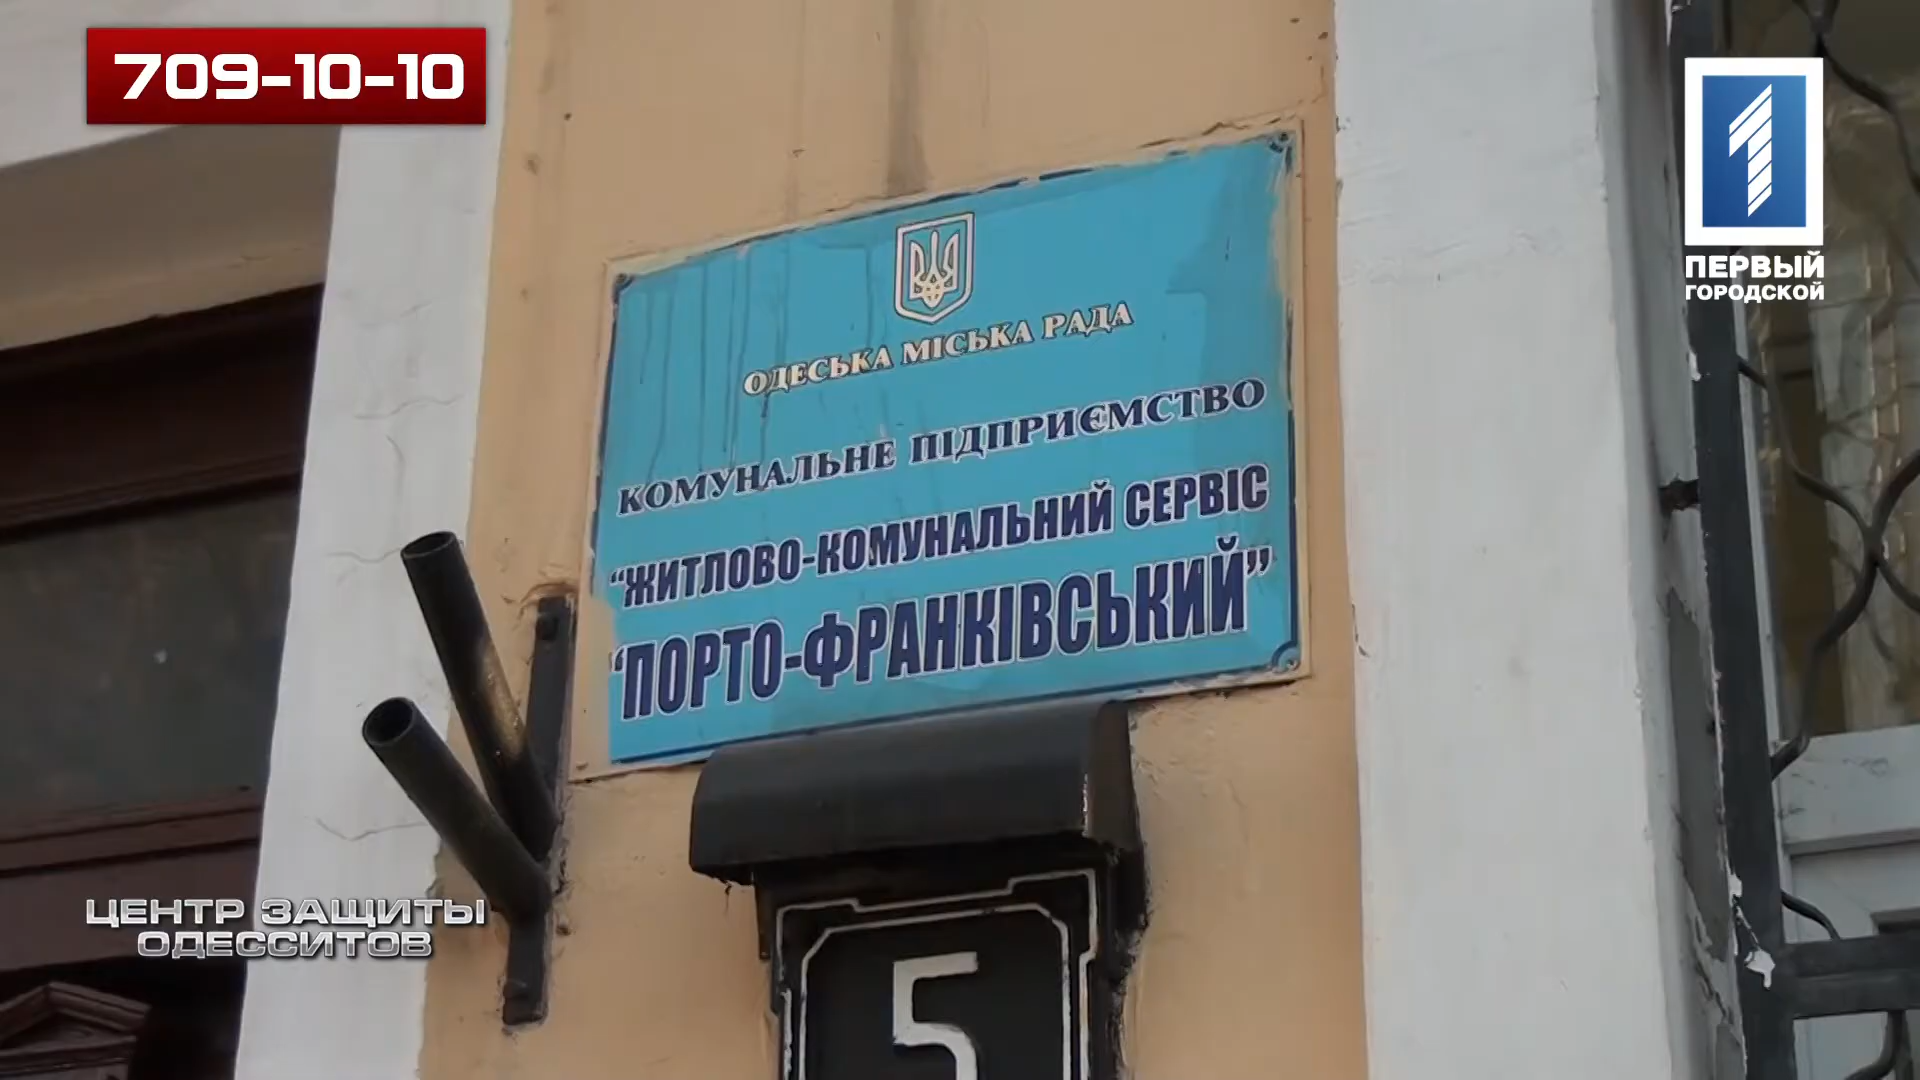 709-10-10
ПЕРВЫЙ
ГОРОДСКОЙ
ОДЕСЬКА МІСЬКА РАДА
КОМУНАЛЬНЕ ПІДПРИЄМСТВО
“ЖИТЛОВО-КОМУНАЛЬНИЙ СЕРВІС
“ПОРТО-ФРАНКІВСЬКИЙ”
5
ЦЕНТР ЗАЩИТЫ
ОДЕССИТОВ